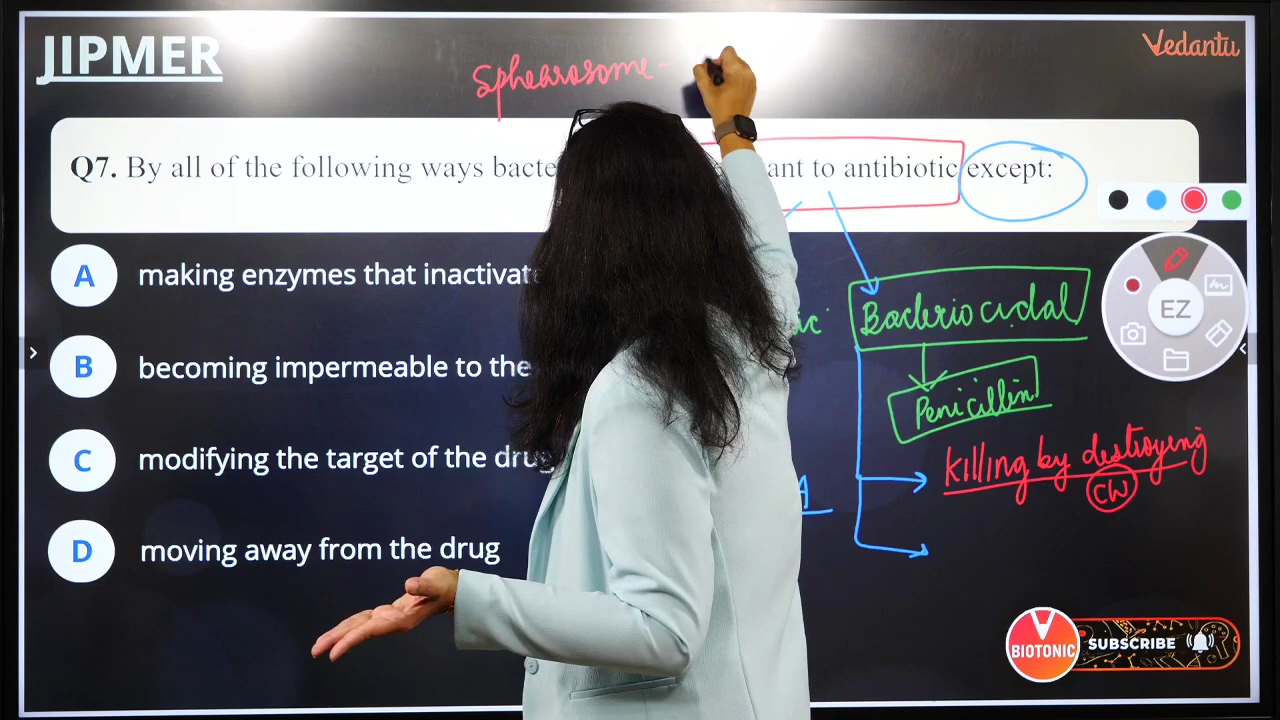 JIPMER
Vedantu
Sphearosome -
Q7. By all of the following ways bacte ant to antibiotic except:
A making enzymes that inactivat
B becoming impermeable to the
C modifying the target of the drug
D moving away from the drug
ic
Bacteriocidal
Penicillin
Killing by destroying
CW
A
EZ
BIOTONIC
SUBSCRIBE